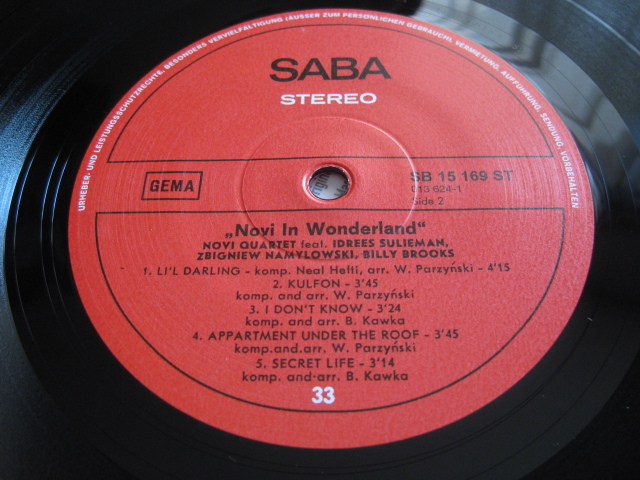 URHEBER- UND LEISTUNGSSCHUTZRECHTE, BESONDERS VERVIELFÄLTIGUNG (AUSSER ZUM PERSÖNLICHEN GEBRAUCH), VERMIETUNG, AUFFÜHRUNG, SENDUNG, VORBEHALTEN
SABA
STEREO
GEMA
SB 15 169 ST
013 624-1
Side 2
„Novi In Wonderland“
NOVI QUARTET feat. IDREES SULIEMAN,
ZBIGNIEW NAMYLOWSKI, BILLY BROOKS
1. LI'L DARLING - komp. Neal Hefti, arr. W. Parzyński - 4'15
2. KULFON - 3'45
komp. and arr. W. Parzyński
3. I DON'T KNOW - 3'24
komp. and arr. B. Kawka
4. APPARTMENT UNDER THE ROOF - 3'45
komp.and.arr. W. Parzyński
5. SECRET LIFE - 3'14
komp. and arr. B. Kawka
33